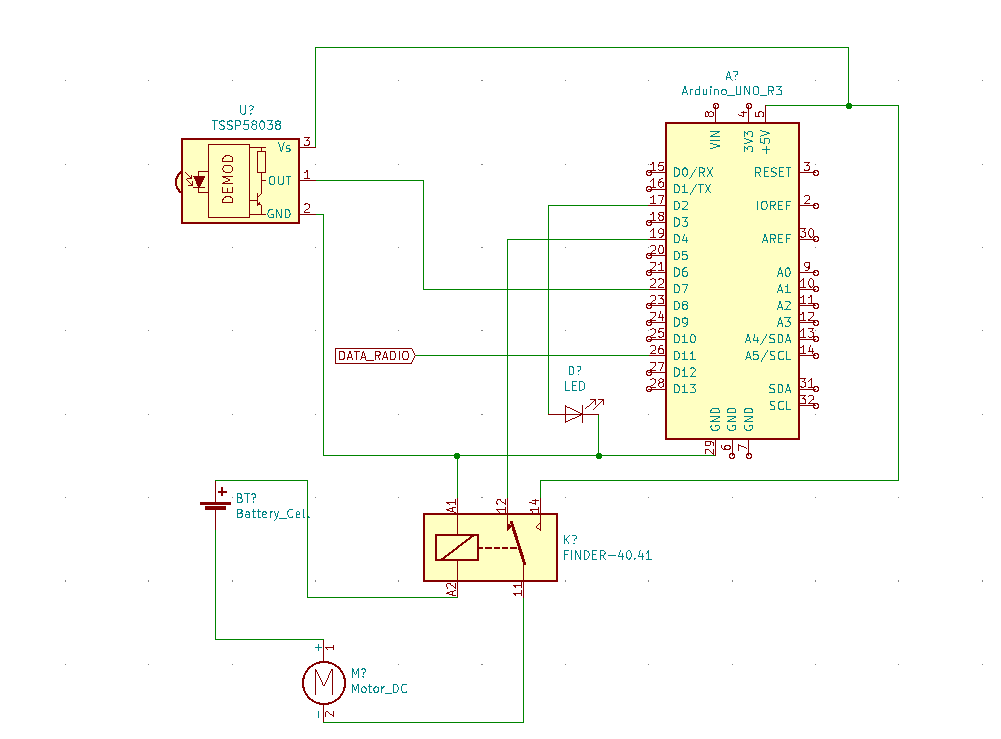 A?
Arduino_UNO_R3
8
4
5
VIN
3V3
+5V
U?
TSSP58038
Vs
3
DEMOD
OUT
1
GND
2
15
D0/RX
RESET
3
16
D1/TX
17
D2
IOREF
2
18
D3
19
D4
AREF
30
20
D5
21
D6
A0
9
22
D7
A1
10
23
D8
A2
11
24
D9
A3
12
25
D10
A4/SDA
13
DATA_RADIO
26
D11
A5/SCL
14
27
D12
28
D13
SDA
31
SCL
32
D?
LED
GND
GND
GND
29
6
7
+
BT?
Battery_Cell
A1
12
14
K?
FINDER-40.41
A2
11
+
1
M
M?
Motor_DC
-
2